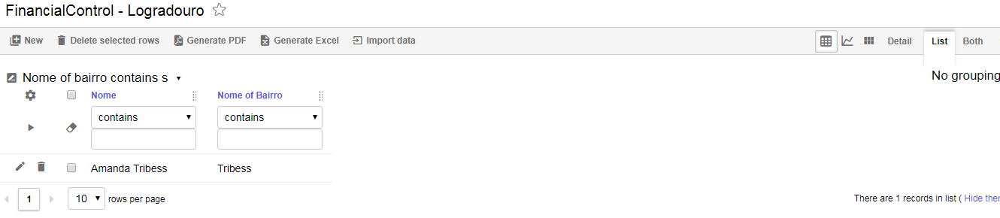 FinancialControl - Logradouro
New Delete selected rows Generate PDF Generate Excel Import data Detail List Both
No grouping
Nome of bairro contains s
Nome Nome of Bairro
contains contains
Amanda Tribess Tribess
1 10 rows per page There are 1 records in list ( Hide